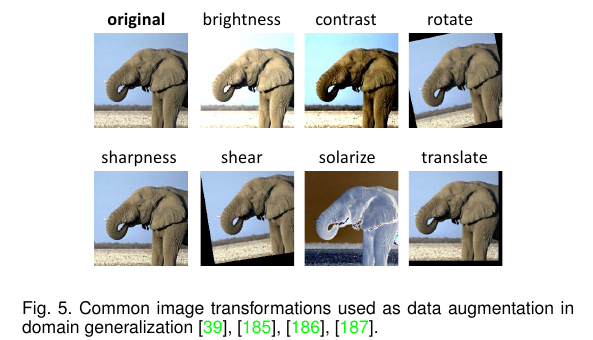 original brightness contrast rotate
sharpness shear solarize translate
Fig. 5. Common image transformations used as data augmentation in
domain generalization [39], [185], [186], [187].